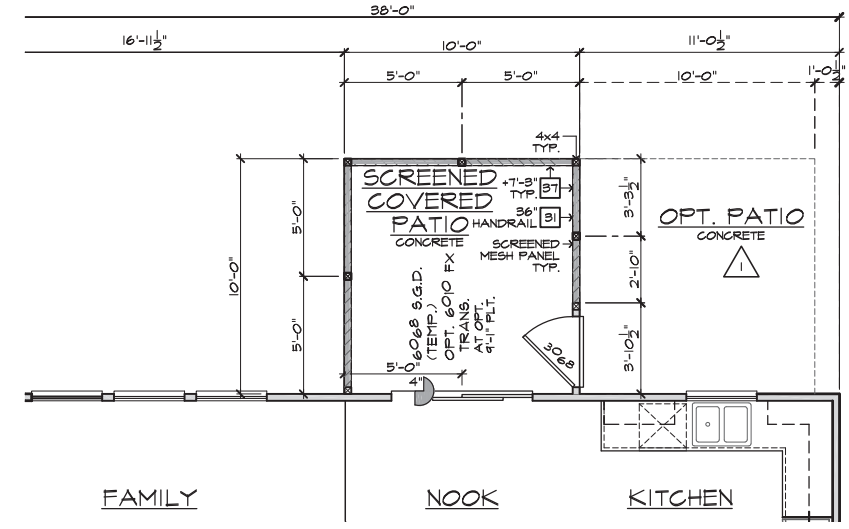 38'-0"
16'-11½"
10'-0"
11'-0½"
5'-0"
5'-0"
10'-0"
1'-0½"
4x4
TYP.
SCREENED
COVERED
PATIO
CONCRETE
+7'-3"
TYP.
37
36"
HANDRAIL
31
SCREENED
MESH PANEL
TYP.
3'-3½"
2'-10"
3'-10½"
OPT. PATIO
CONCRETE
1
10'-0"
5'-0"
5'-0"
6068 S.G.D.
(TEMP.)
OPT. 6010 FX
TRANS.
AT OPT.
9'-1" PLT.
5'-0"
4"
3068
FAMILY
NOOK
KITCHEN